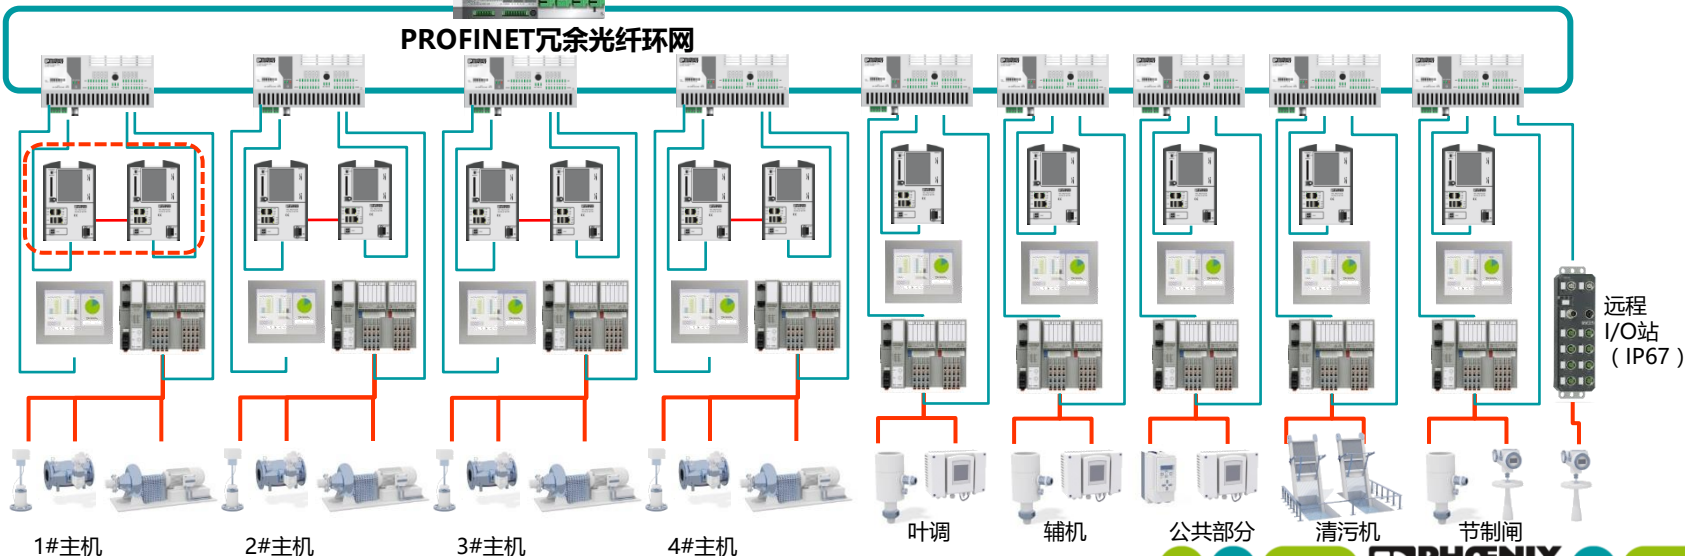 PROFINET冗余光纤环网
远程
I/O站
（IP67）
1#主机
2#主机
3#主机
4#主机
叶调
辅机
公共部分
清污机
节制闸
PHŒNIX